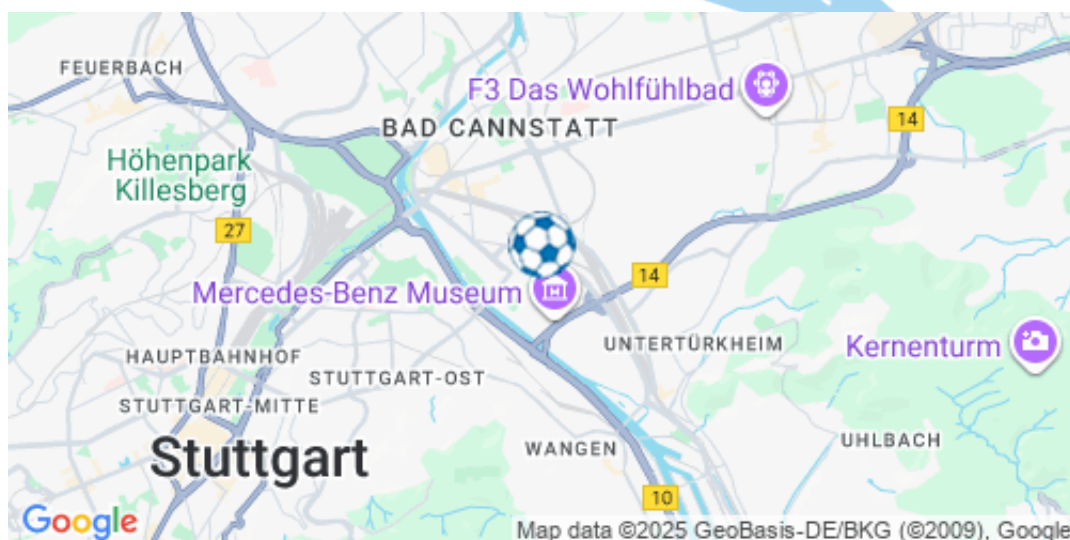 FEUERBACH
F3 Das Wohlfühlbad
BAD CANNSTATT
14
Höhenpark
Killesberg
27
14
Mercedes-Benz Museum
UNTERTÜRKHEIM
Kernenturm
HAUPTBAHNHOF
STUTTGART-OST
STUTTGART-MITTE
Stuttgart
WANGEN
UHLBACH
10
Google
Map data ©2025 GeoBasis-DE/BKG (©2009), Google